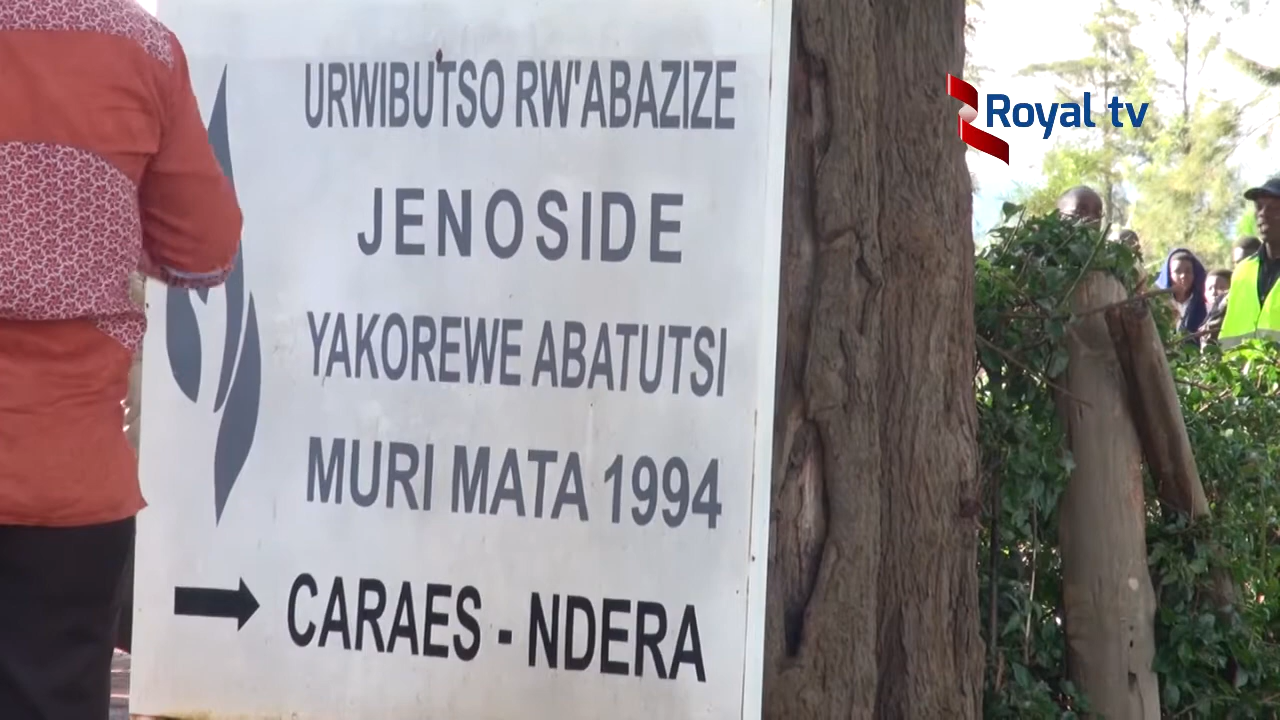 URWIBUTSO RW'ABAZIZE
JENOSIDE
YAKOREWE ABATUTSI
MURI MATA 1994
CARAES - NDERA
Royal tv